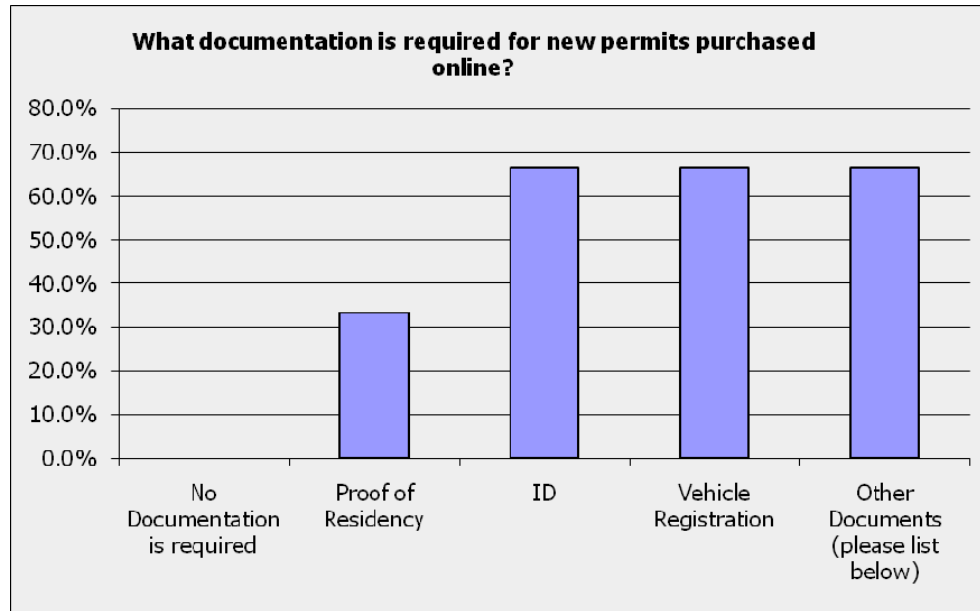 What documentation is required for new permits purchased
online?
80.0%
70.0%
60.0%
50.0%
40.0%
30.0%
20.0%
10.0%
0.0%
No
Documentation
is required
Proof of
Residency
ID
Vehicle
Registration
Other
Documents
(please list
below)